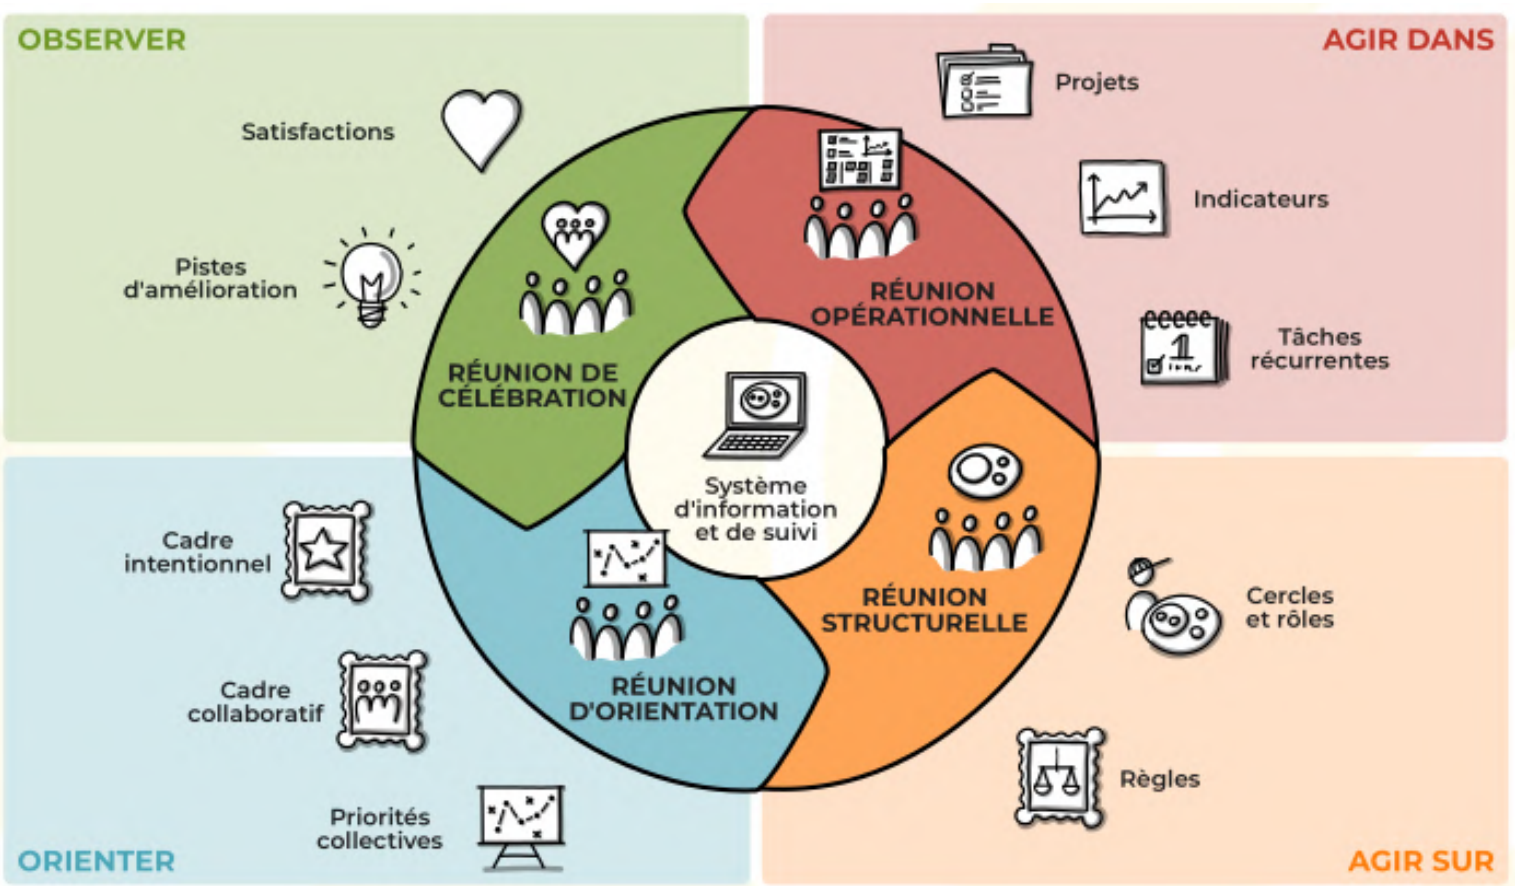 OBSERVER
Satisfactions
Pistes
d'amélioration
RÉUNION DE
CÉLÉBRATION
AGIR DANS
Projets
Indicateurs
Tâches
récurrentes
RÉUNION
OPÉRATIONNELLE
Système
d'information
et de suivi
Cadre
intentionnel
Cadre
collaboratif
Priorités
collectives
RÉUNION
D'ORIENTATION
ORIENTER
RÉUNION
STRUCTURELLE
Cercles
et rôles
Règles
AGIR SUR
1